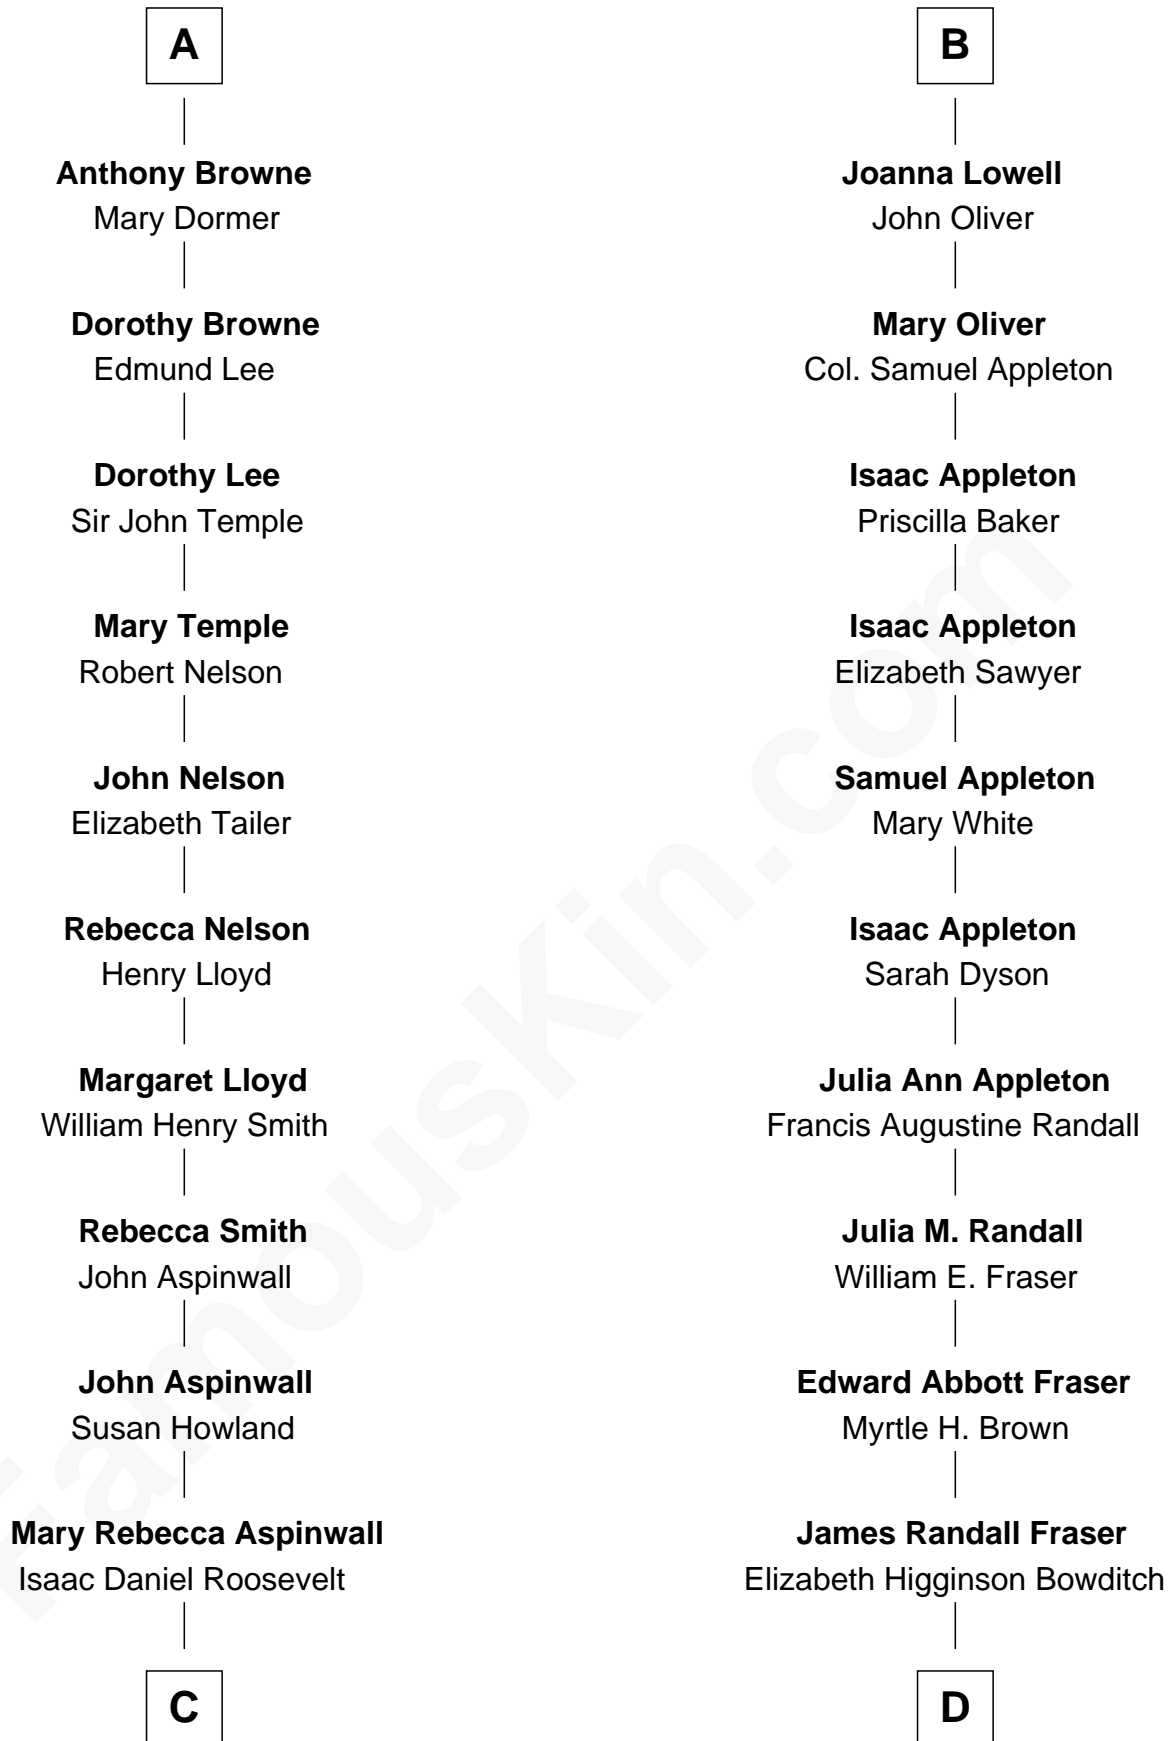 A
Anthony Browne
Mary Dormer
Dorothy Browne
Edmund Lee
Dorothy Lee
Sir John Temple
Mary Temple
Robert Nelson
John Nelson
Elizabeth Tailer
Rebecca Nelson
Henry Lloyd
Margaret Lloyd
William Henry Smith
Rebecca Smith
John Aspinwall
John Aspinwall
Susan Howland
Mary Rebecca Aspinwall
Isaac Daniel Roosevelt
C
B
Joanna Lowell
John Oliver
Mary Oliver
Col. Samuel Appleton
Isaac Appleton
Priscilla Baker
Isaac Appleton
Elizabeth Sawyer
Samuel Appleton
Mary White
Isaac Appleton
Sarah Dyson
Julia Ann Appleton
Francis Augustine Randall
Julia M. Randall
William E. Fraser
Edward Abbott Fraser
Myrtle H. Brown
James Randall Fraser
Elizabeth Higginson Bowditch
D
FamousKin.com